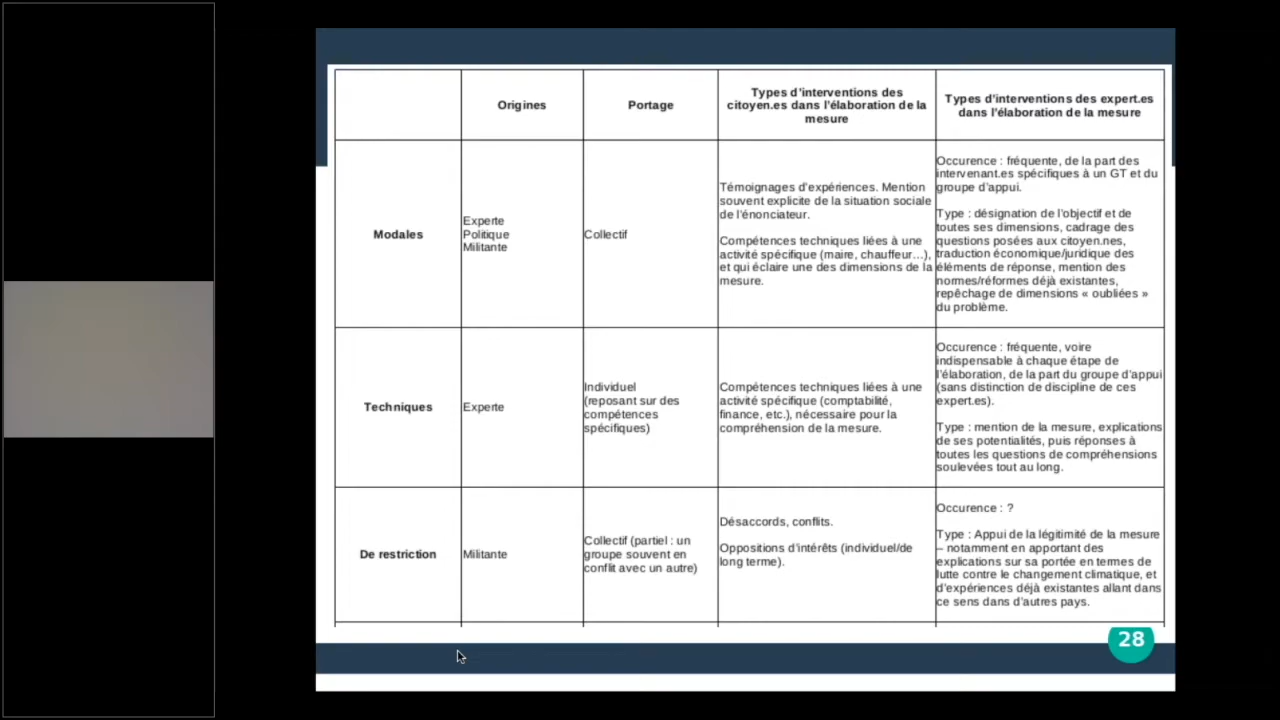 Origines
Portage
Types d'interventions des
citoyen.es dans l'élaboration de la
mesure
Types d'interventions des expert.es
dans l'élaboration de la mesure
Modales
Experte
Politique
Militante
Collectif
Témoignages d'expériences. Mention
souvent explicite de la situation sociale
de l'énonciateur.
Compétences techniques liées à une
activité spécifique (maire, chauffeur...),
et qui éclaire une des dimensions de la
mesure.
Occurence : fréquente, de la part des
intervenant.es spécifiques à un GT et du
groupe d'appui.
Type : désignation de l'objectif et de
toutes ses dimensions, cadrage des
questions posées aux citoyen.nes,
traduction économique/juridique des
éléments de réponse, mention des
normes/réformes déjà existantes,
repêchage de dimensions « oubliées »
du problème.
Techniques
Experte
Individuel
(reposant sur des
compétences
spécifiques)
Compétences techniques liées à une
activité spécifique (comptabilité,
finance, etc.), nécessaire pour la
compréhension de la mesure.
Occurence : fréquente, voire
indispensable à chaque étape de
l'élaboration, de la part du groupe d'appui
(sans distinction de discipline de ces
expert.es).
Type : mention de la mesure, explications
de ses potentialités, puis réponses à
toutes les questions de compréhensions
soulevées tout au long.
De restriction
Militante
Collectif (partiel : un
groupe souvent en
conflit avec un autre)
Désaccords, conflits.
Oppositions d'intérêts (individuel/de
long terme).
Occurence : ?
Type : Appui de la légitimité de la mesure
– notamment en apportant des
explications sur sa portée en termes de
lutte contre le changement climatique, et
d'expériences déjà existantes allant dans
ce sens dans d'autres pays.
28